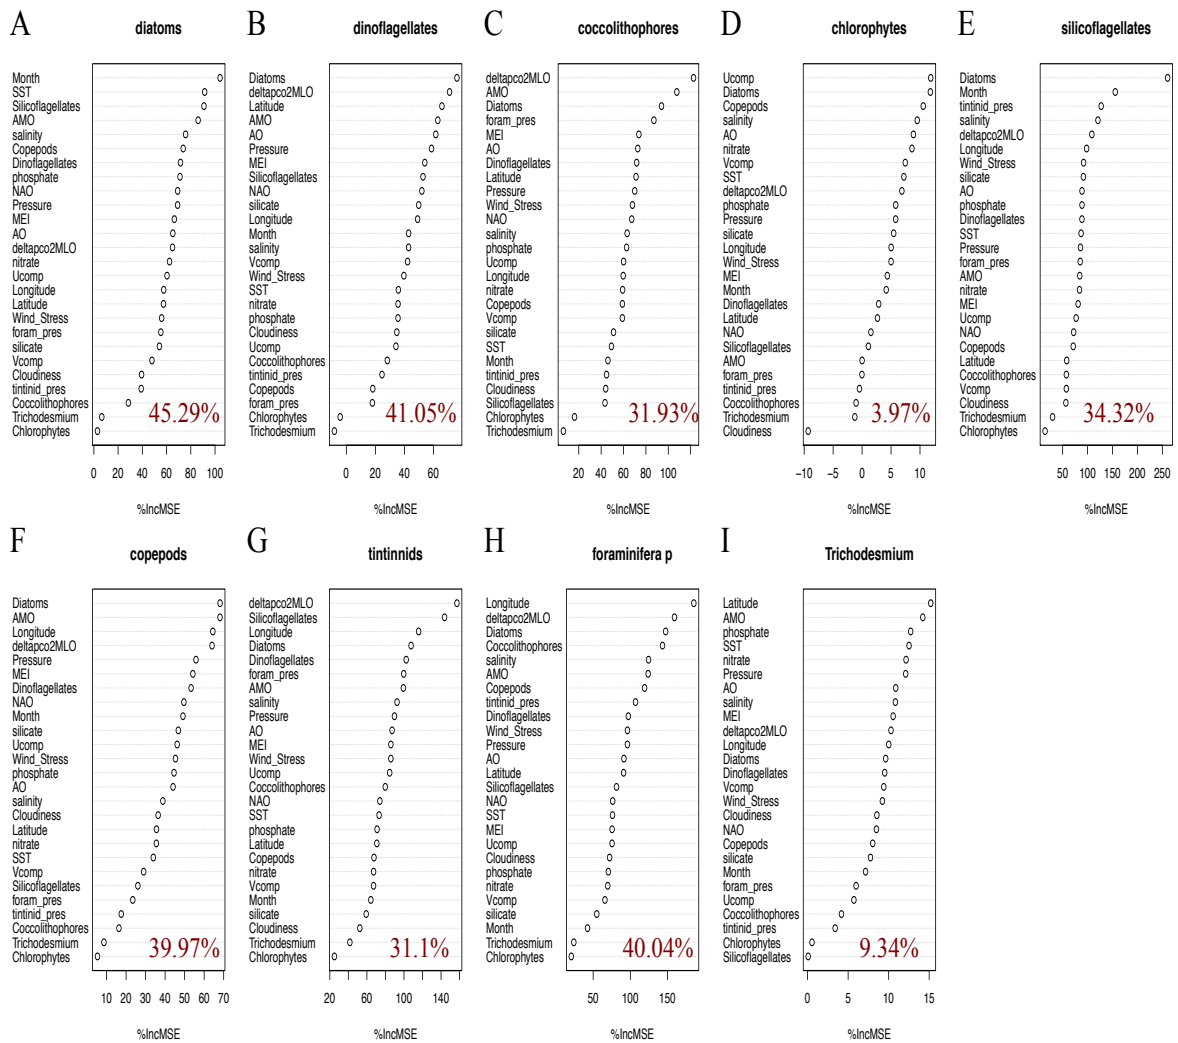 A
diatoms
Month
SST
Silicoflagellates
AMO
salinity
Copepods
Dinoflagellates
phosphate
NAO
Pressure
MEI
AO
deltapco2MLO
nitrate
Ucomp
Longitude
Latitude
Wind_Stress
foram_pres
silicate
Vcomp
Cloudiness
tintinid_pres
Coccolithophores
Trichodesmium
Chlorophytes
45.29%
0 20 40 60 80 100
%IncMSE
B
dinoflagellates
Diatoms
deltapco2MLO
Latitude
AMO
AO
Pressure
MEI
Silicoflagellates
NAO
silicate
Longitude
Month
salinity
Vcomp
Wind_Stress
SST
nitrate
phosphate
Cloudiness
Ucomp
Coccolithophores
tintinid_pres
Copepods
foram_pres
Chlorophytes
Trichodesmium
41.05%
0 20 40 60
%IncMSE
C
coccolithophores
deltapco2MLO
AMO
Diatoms
foram_pres
MEI
AO
Dinoflagellates
Latitude
Pressure
Wind_Stress
NAO
salinity
phosphate
Ucomp
Longitude
nitrate
Copepods
Vcomp
silicate
SST
Month
tintinid_pres
Cloudiness
Silicoflagellates
Chlorophytes
Trichodesmium
31.93%
20 40 60 80 100
%IncMSE
D
chlorophytes
Ucomp
Diatoms
Copepods
salinity
AO
nitrate
Vcomp
SST
deltapco2MLO
phosphate
Pressure
silicate
Longitude
Wind_Stress
MEI
Month
Dinoflagellates
Latitude
NAO
Silicoflagellates
AMO
foram_pres
tintinid_pres
Coccolithophores
Trichodesmium
Cloudiness
3.97%
−10 −5 0 5 10
%IncMSE
E
silicoflagellates
Diatoms
Month
tintinid_pres
salinity
deltapco2MLO
Longitude
Wind_Stress
silicate
AO
phosphate
Dinoflagellates
SST
Pressure
foram_pres
AMO
nitrate
MEI
Ucomp
NAO
Copepods
Latitude
Coccolithophores
Vcomp
Cloudiness
Trichodesmium
Chlorophytes
34.32%
50 100 150 200 250
%IncMSE
F
copepods
Diatoms
AMO
Longitude
deltapco2MLO
Pressure
MEI
Dinoflagellates
NAO
Month
silicate
Ucomp
Wind_Stress
phosphate
AO
salinity
Cloudiness
Latitude
nitrate
SST
Vcomp
Silicoflagellates
foram_pres
tintinid_pres
Coccolithophores
Trichodesmium
Chlorophytes
39.97%
10 20 30 40 50 60 70
%IncMSE
G
tintinnids
deltapco2MLO
Silicoflagellates
Longitude
Diatoms
Dinoflagellates
foram_pres
AMO
salinity
Pressure
AO
MEI
Wind_Stress
Ucomp
Coccolithophores
NAO
SST
phosphate
Latitude
Copepods
nitrate
Vcomp
Month
silicate
Cloudiness
Trichodesmium
Chlorophytes
31.1%
20 60 100 140
%IncMSE
H
foraminifera p
Longitude
deltapco2MLO
Diatoms
Coccolithophores
salinity
AMO
Copepods
tintinid_pres
Dinoflagellates
Wind_Stress
Pressure
AO
Latitude
Silicoflagellates
NAO
SST
MEI
Ucomp
Cloudiness
phosphate
nitrate
Vcomp
silicate
Month
Trichodesmium
Chlorophytes
40.04%
50 100 150
%IncMSE
I
Trichodesmium
Latitude
AMO
phosphate
SST
nitrate
Pressure
AO
salinity
MEI
deltapco2MLO
Longitude
Diatoms
Dinoflagellates
Vcomp
Wind_Stress
Cloudiness
NAO
Copepods
silicate
Month
foram_pres
Ucomp
Coccolithophores
tintinid_pres
Chlorophytes
Silicoflagellates
9.34%
0 5 10 15
%IncMSE